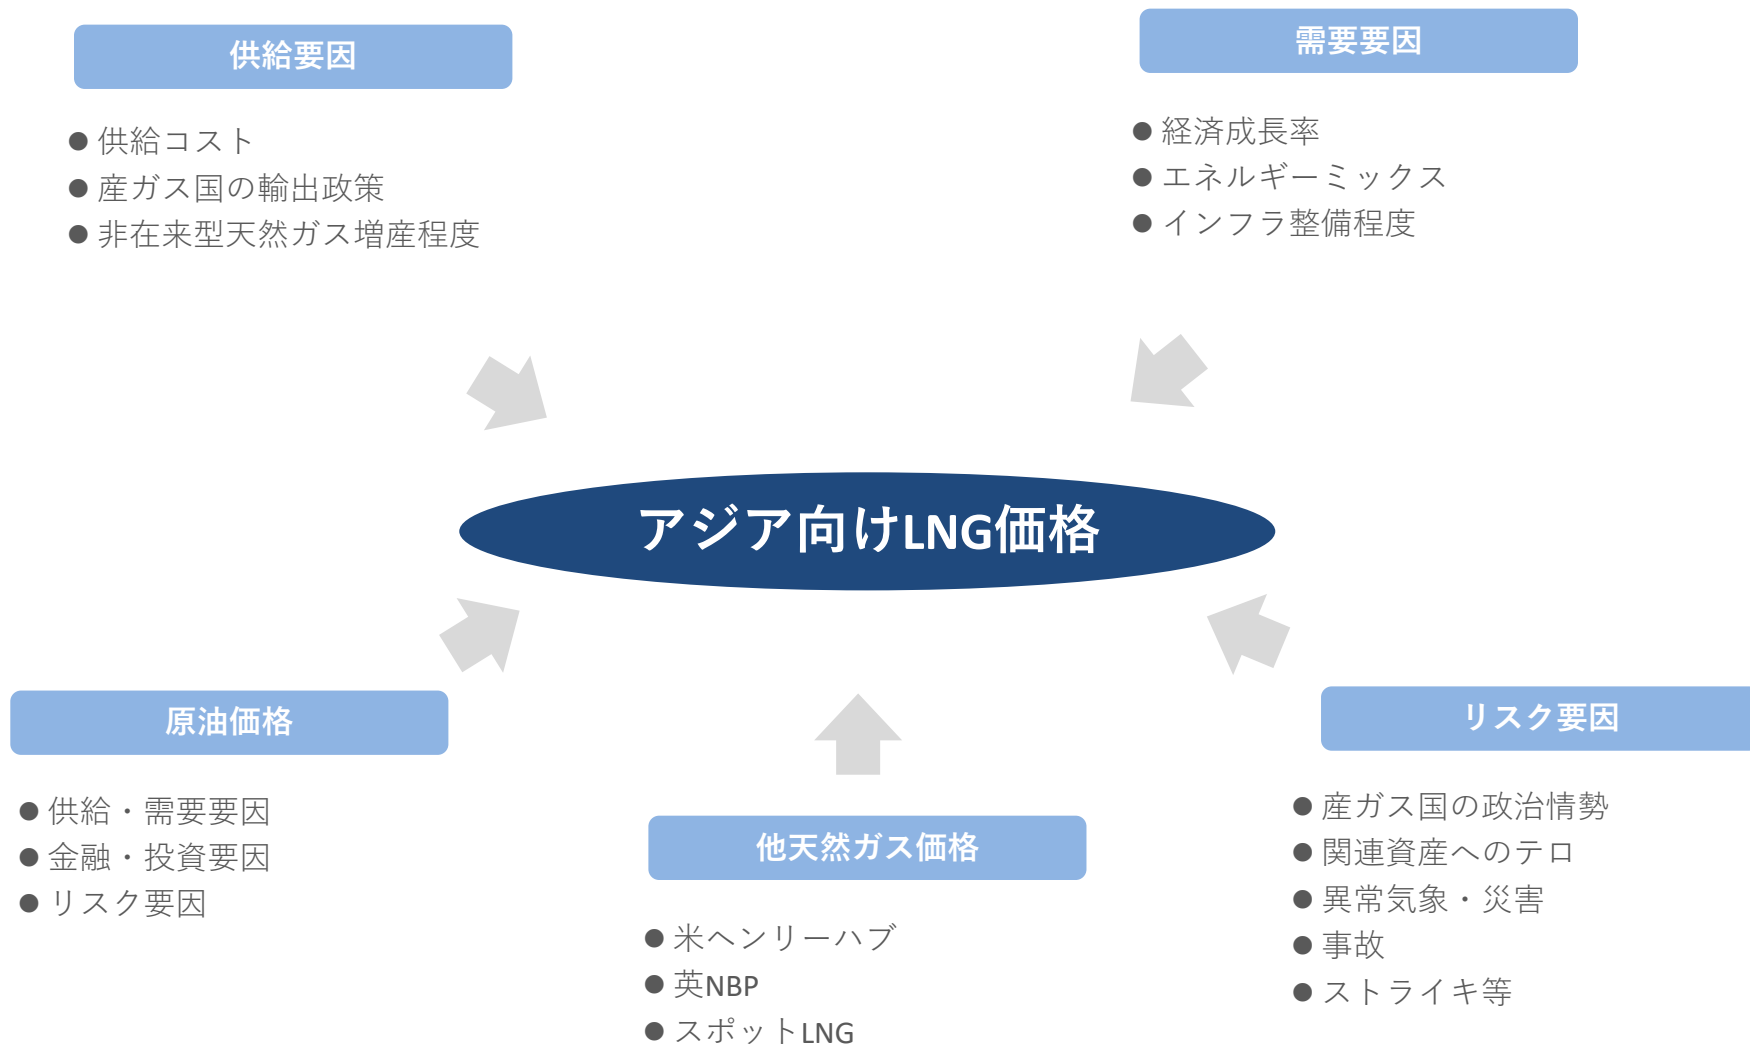 供給要因
● 供給コスト
● 産ガス国の輸出政策
● 非在来型天然ガス増産程度
需要要因
● 経済成長率
● エネルギーミックス
● インフラ整備程度
アジア向けLNG価格
原油価格
● 供給・需要要因
● 金融・投資要因
● リスク要因
他天然ガス価格
● 米ヘンリーハブ
● 英NBP
● スポットLNG
リスク要因
● 産ガス国の政治情勢
● 関連資産へのテロ
● 異常気象・災害
● 事故
● ストライキ等